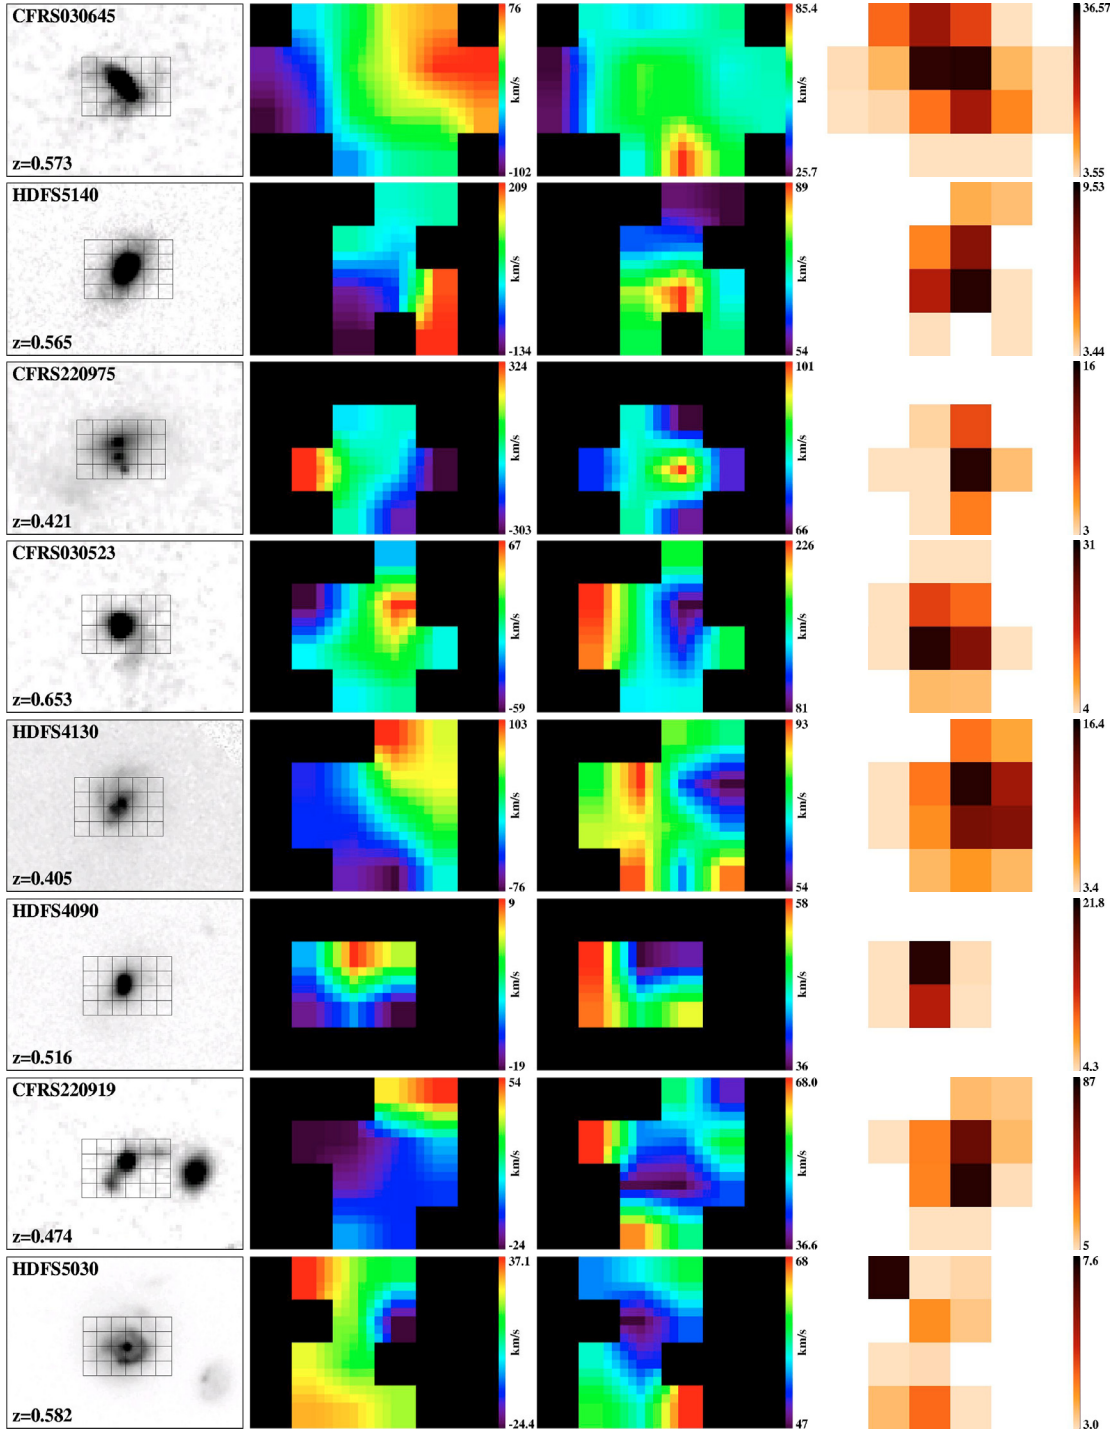 CFRS030645
z=0.573
76
km/s
-102
85.4
km/s
25.7
36.57
3.55
HDFS5140
z=0.565
209
km/s
-134
89
km/s
54
9.53
3.44
CFRS220975
z=0.421
324
km/s
-303
101
km/s
66
16
3
CFRS030523
z=0.653
67
km/s
-59
226
km/s
81
31
4
HDFS4130
z=0.405
103
km/s
-76
93
km/s
54
16.4
3.4
HDFS4090
z=0.516
9
km/s
-19
58
km/s
36
21.8
4.3
CFRS220919
z=0.474
54
km/s
-24
68.0
km/s
36.6
87
5
HDFS5030
z=0.582
37.1
km/s
-24.4
68
km/s
47
7.6
3.0